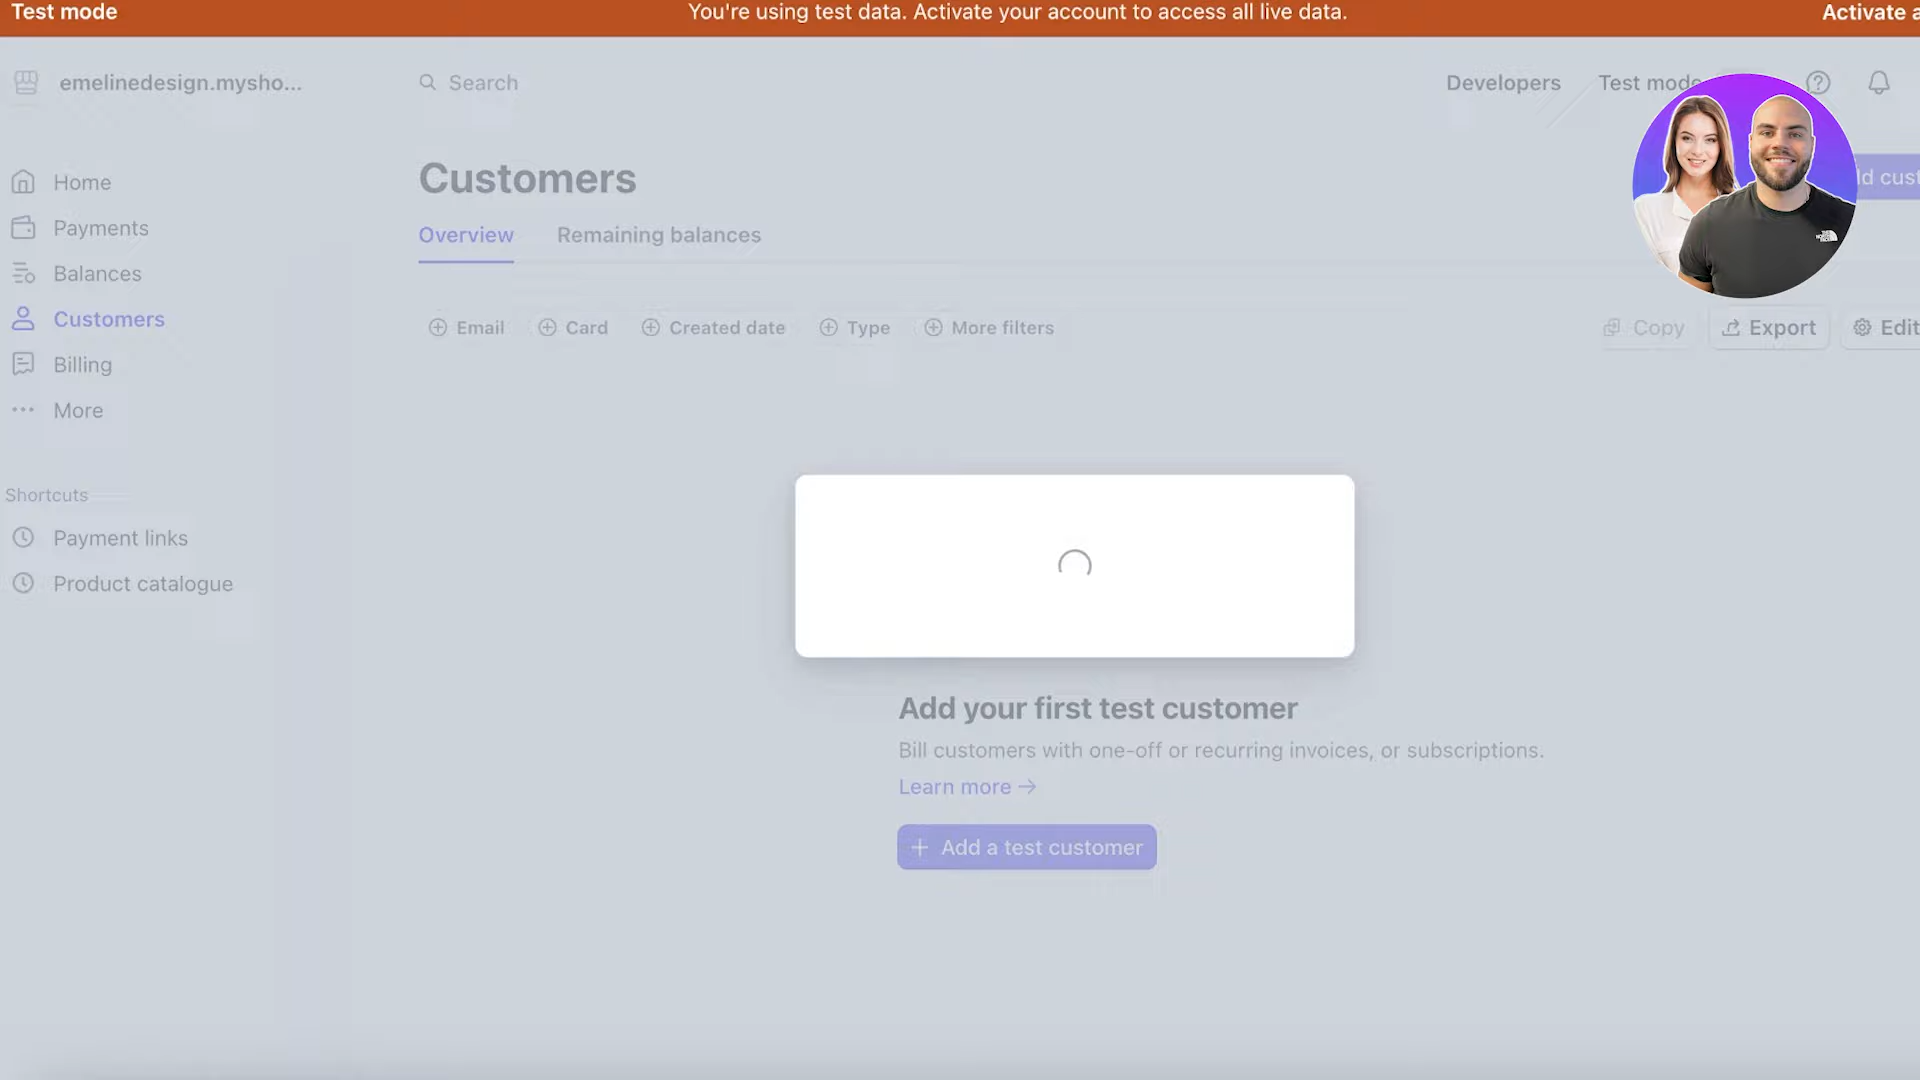 Test mode
You're using test data. Activate your account to access all live data.
Activate
emelinedesign.mysho...
Search
Developers
Test mode
Home
Payments
Balances
Customers
Billing
More
Shortcuts
Payment links
Product catalogue
Customers
Overview
Remaining balances
Email
Card
Created date
Type
More filters
Copy
Export
Edit
Add your first test customer
Bill customers with one-off or recurring invoices, or subscriptions.
Learn more →
+ Add a test customer